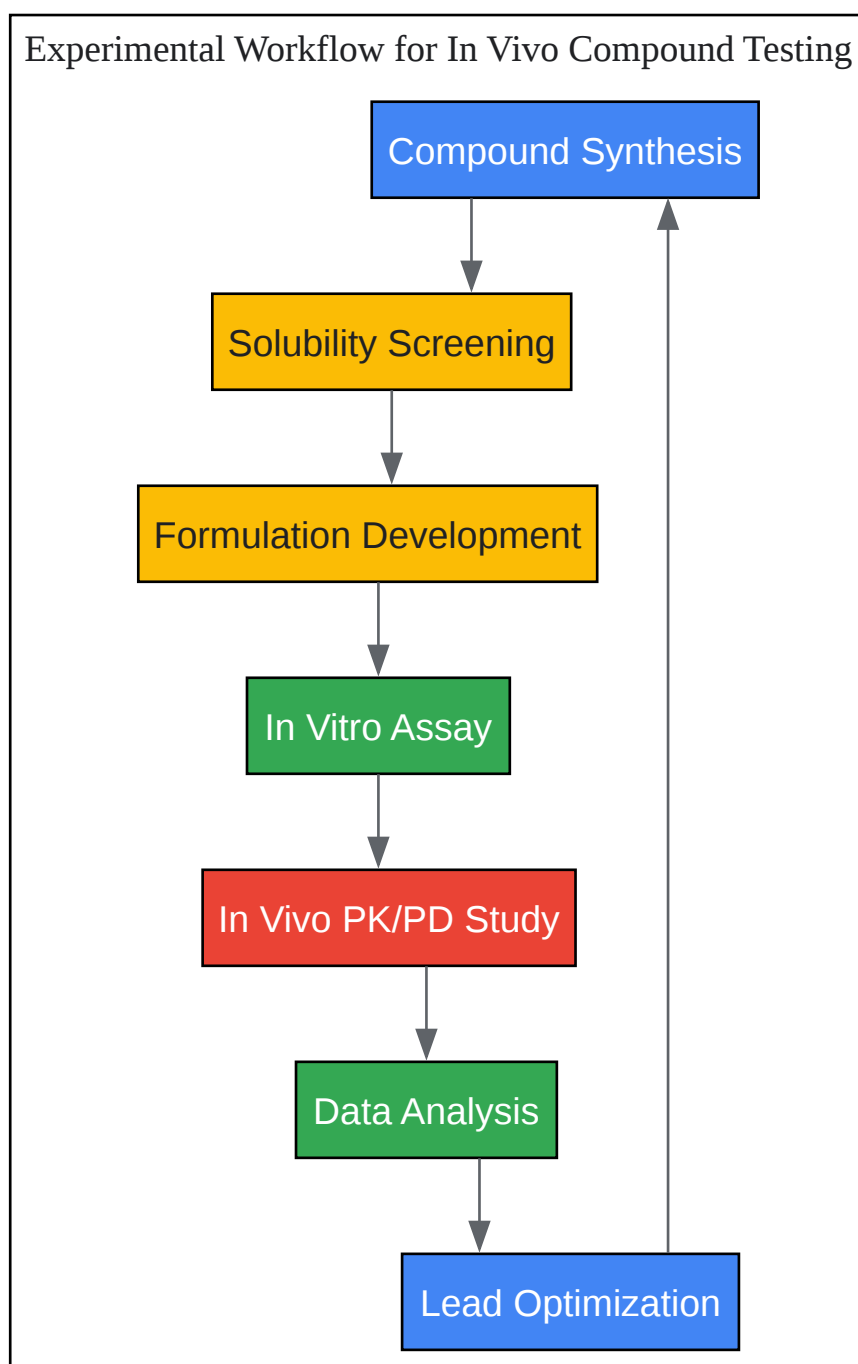 Experimental Workflow for In Vivo Compound Testing
Compound Synthesis
Solubility Screening
Formulation Development
In Vitro Assay
In Vivo PK/PD Study
Data Analysis
Lead Optimization